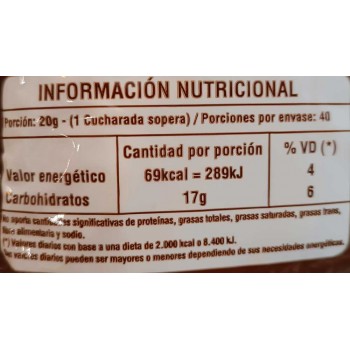 INFORMACIÓN NUTRICIONAL
Porción: 20g - (1 Cucharada sopera) / Porciones por envase: 40
Cantidad por porción % VD (*)
Valor energético 69kcal = 289kJ 4
Carbohidratos 17g 6
No aporta cantidades significativas de proteínas, grasas totales, grasas saturadas, grasas trans,
alimentaria y sodio.
(*) Valores diarios con base a una dieta de 2.000 kcal o 8.400 kJ.
valores diarios pueden ser mayores o menores dependiendo de sus necesidades energéticas.